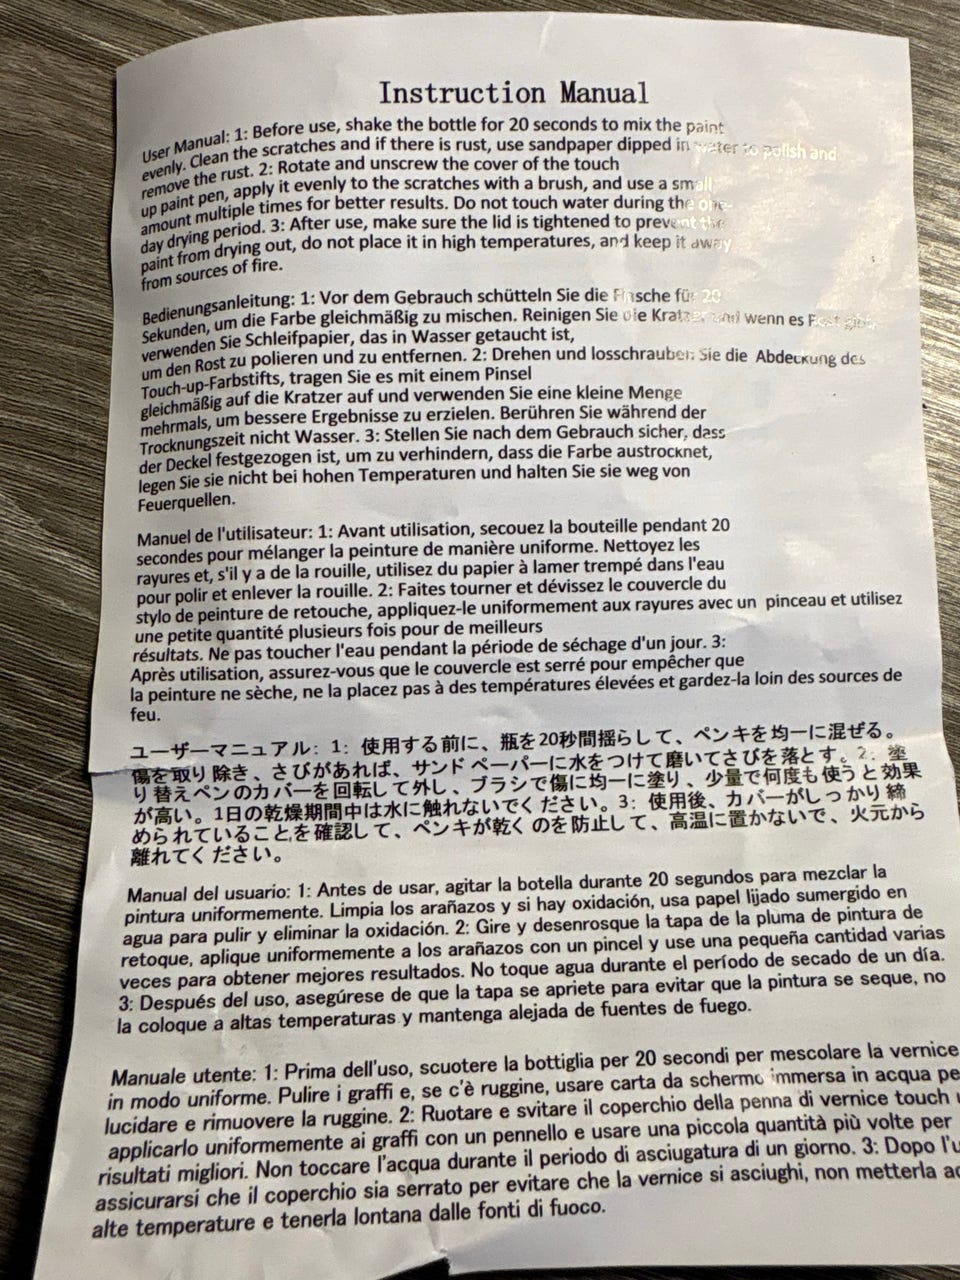 Instruction Manual
User Manual: 1: Before use, shake the bottle for 20 seconds to mix the paint
evenly. Clean the scratches and if there is rust, use sandpaper dipped in water to polish and
remove the rust. 2: Rotate and unscrew the cover of the touch
up paint pen, apply it evenly to the scratches with a brush, and use a small
amount multiple times for better results. Do not touch water during the one-
day drying period. 3: After use, make sure the lid is tightened to prevent the
paint from drying out, do not place it in high temperatures, and keep it away
from sources of fire.
Bedienungsanleitung: 1: Vor dem Gebrauch schütteln Sie die Flasche für 20
Sekunden, um die Farbe gleichmäßig zu mischen. Reinigen Sie die Kratzer und wenn es Rost gibt,
verwenden Sie Schleifpapier, das in Wasser getaucht ist,
um den Rost zu polieren und zu entfernen. 2: Drehen und losschrauben Sie die Abdeckung des
Touch-up-Farbstifts, tragen Sie es mit einem Pinsel
gleichmäßig auf die Kratzer auf und verwenden Sie eine kleine Menge
mehrmals, um bessere Ergebnisse zu erzielen. Berühren Sie während der
Trocknungszeit nicht Wasser. 3: Stellen Sie nach dem Gebrauch sicher, dass
der Deckel festgezogen ist, um zu verhindern, dass die Farbe austrocknet,
legen Sie sie nicht bei hohen Temperaturen und halten Sie sie weg von
Feuerquellen.
Manuel de l'utilisateur: 1: Avant utilisation, secouez la bouteille pendant 20
secondes pour mélanger la peinture de manière uniforme. Nettoyez les
rayures et, s'il y a de la rouille, utilisez du papier à lamer trempé dans l'eau
pour polir et enlever la rouille. 2: Faites tourner et dévissez le couvercle du
stylo de peinture de retouche, appliquez-le uniformement aux rayures avec un pinceau et utilisez
une petite quantité plusieurs fois pour de meilleurs
résultats. Ne pas toucher l'eau pendant la période de séchage d'un jour. 3:
Après utilisation, assurez-vous que le couvercle est serré pour empêcher que
la peinture ne sèche, ne la placez pas à des températures élevées et gardez-la loin des sources de
feu.
ユーザーマニュアル: 1: 使用する前に、瓶を20秒間揺らして、ペンキを均一に混ぜる。
傷を取り除き、さびがあれば、サンドペーパーに水をつけて磨いてさびを落とす。2: 塗
り替えペンのカバーを回転して外し、ブラシで傷に均一に塗り、少量で何度も使うと効果
が高い。1日の乾燥期間中は水に触れないでください。3: 使用後、カバーがしっかり締
められていることを確認して、ペンキが乾くのを防止して、高温に置かないで、火元から
離れてください。
Manual del usuario: 1: Antes de usar, agitar la botella durante 20 segundos para mezclar la
pintura uniformemente. Limpia los arañazos y si hay oxidación, usa papel lijado sumergido en
agua para pulir y eliminar la oxidación. 2: Gire y desenrosque la tapa de la pluma de pintura de
retoque, aplique uniformemente a los arañazos con un pincel y use una pequeña cantidad varias
veces para obtener mejores resultados. No toque agua durante el período de secado de un día.
3: Después del uso, asegúrese de que la tapa se apriete para evitar que la pintura se seque, no
la coloque a altas temperaturas y mantenga alejada de fuentes de fuego.
Manuale utente: 1: Prima dell'uso, scuotere la bottiglia per 20 secondi per mescolare la vernice
in modo uniforme. Pulire i graffi e, se c'è ruggine, usare carta da schermo immersa in acqua pe
lucidare e rimuovere la ruggine. 2: Ruotare e svitare il coperchio della penna di vernice touch
applicarlo uniformemente ai graffi con un pennello e usare una piccola quantità più volte per
risultati migliori. Non toccare l'acqua durante il periodo di asciugatura di un giorno. 3: Dopo l'u
assicurarsi che il coperchio sia serrato per evitare che la vernice si asciughi, non metterla ad
alte temperature e tenerla lontana dalle fonti di fuoco.